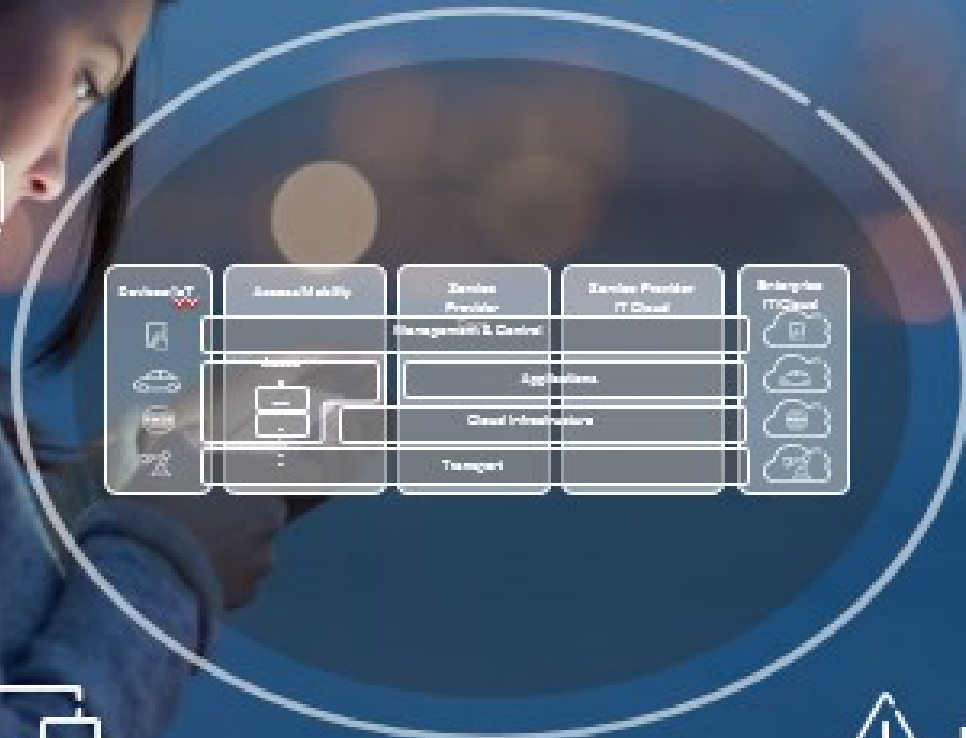 Devices/IoT
Access/Mobility
Service
Provider
Service Provider
IT Cloud
Enterprise
IT Cloud
Management & Control
Applications
Cloud Infrastructure
Transport